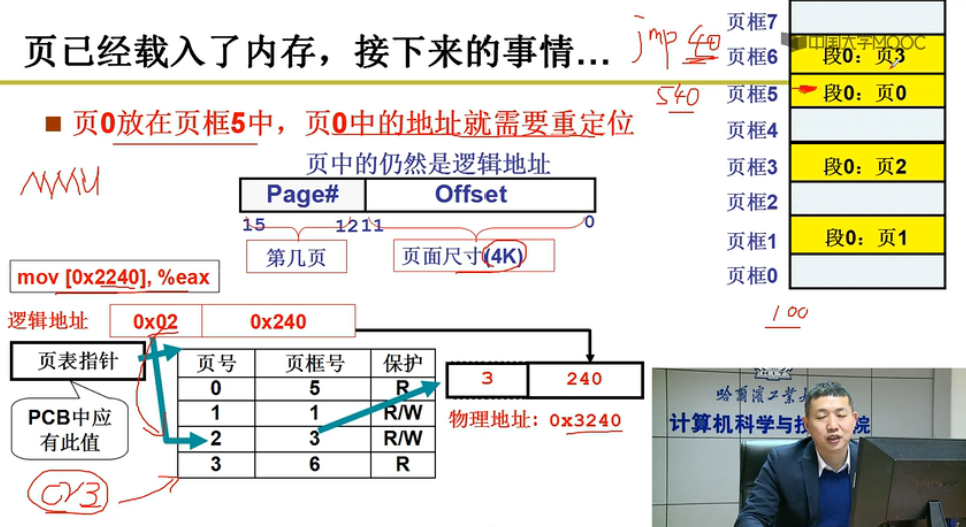 页已经载入了内存，接下来的事情…
jmp 40
540
中国大学MOOC
■ 页0放在页框5中，页0中的地址就需要重定位
MMU
页中的仍然是逻辑地址
Page# Offset
15 12 11 0
第几页 页面尺寸(4K)
mov [0x2240], %eax
逻辑地址 0x02 0x240
页表指针
PCB中应
有此值
CR3
页号 页框号 保护
0 5 R
1 1 R/W
2 3 R/W
3 6 R
3 240
物理地址：0x3240
页框7
页框6 段0：页3
页框5 段0：页0
页框4
页框3 段0：页2
页框2
页框1 段0：页1
页框0
100
哈尔滨工业大
计算机科学与技 院